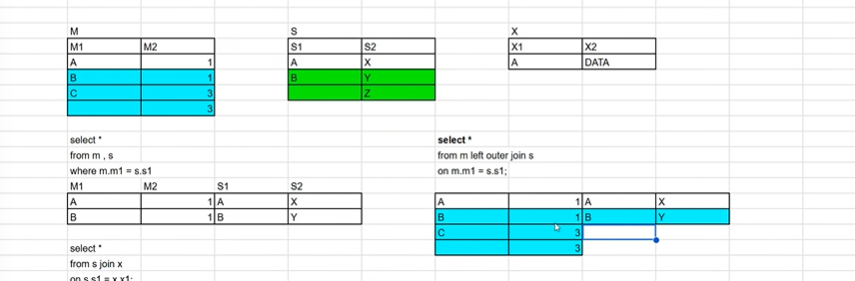 M S X
M1 M2 S1 S2 X1 X2
A 1 A X A DATA
B 1 B Y
C 3 Z
3
select * select *
from m , s from m left outer join s
where m.m1 = s.s1 on m.m1 = s.s1;
M1 M2 S1 S2
A 1 A X A 1 A X
B 1 B Y B 1 B Y
C 3
select * 3
from s join x
on s.s1 = x.x1;